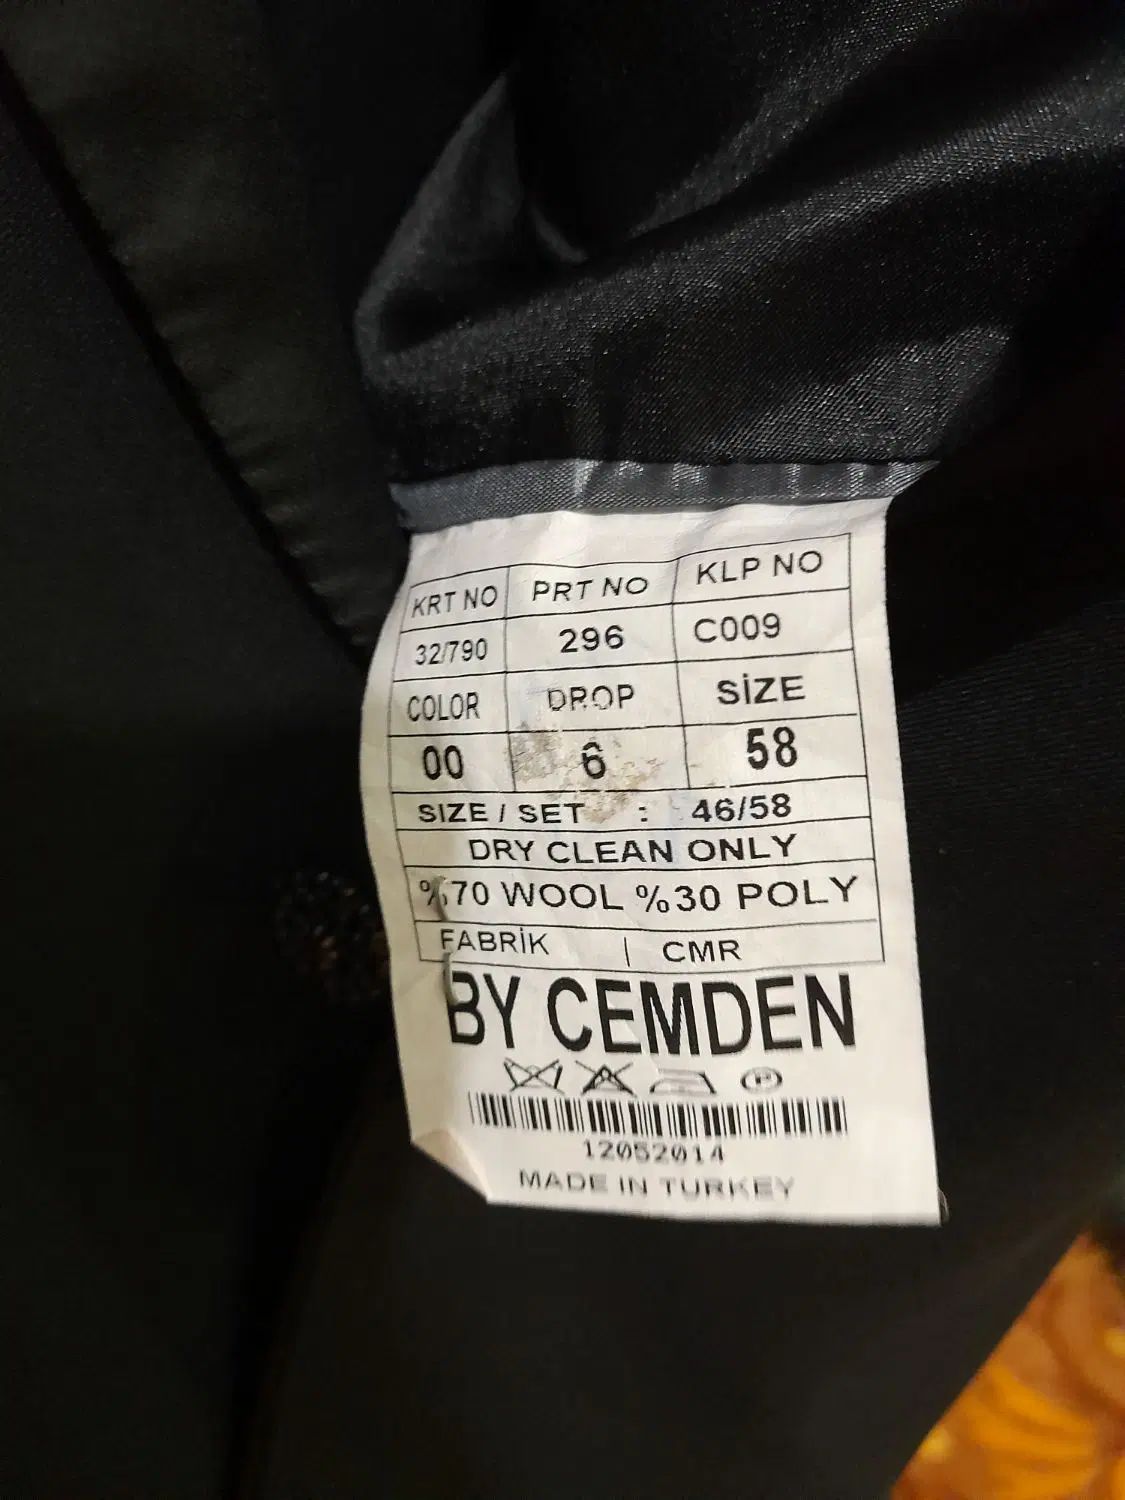 KRT NO PRT NO KLP NO
32/790 296 C009
COLOR DROP SİZE
00 6 58
SIZE / SET : 46/58
DRY CLEAN ONLY
%70 WOOL %30 POLY
FABRİK | CMR
BY CEMDEN
P
12052014
MADE IN TURKEY